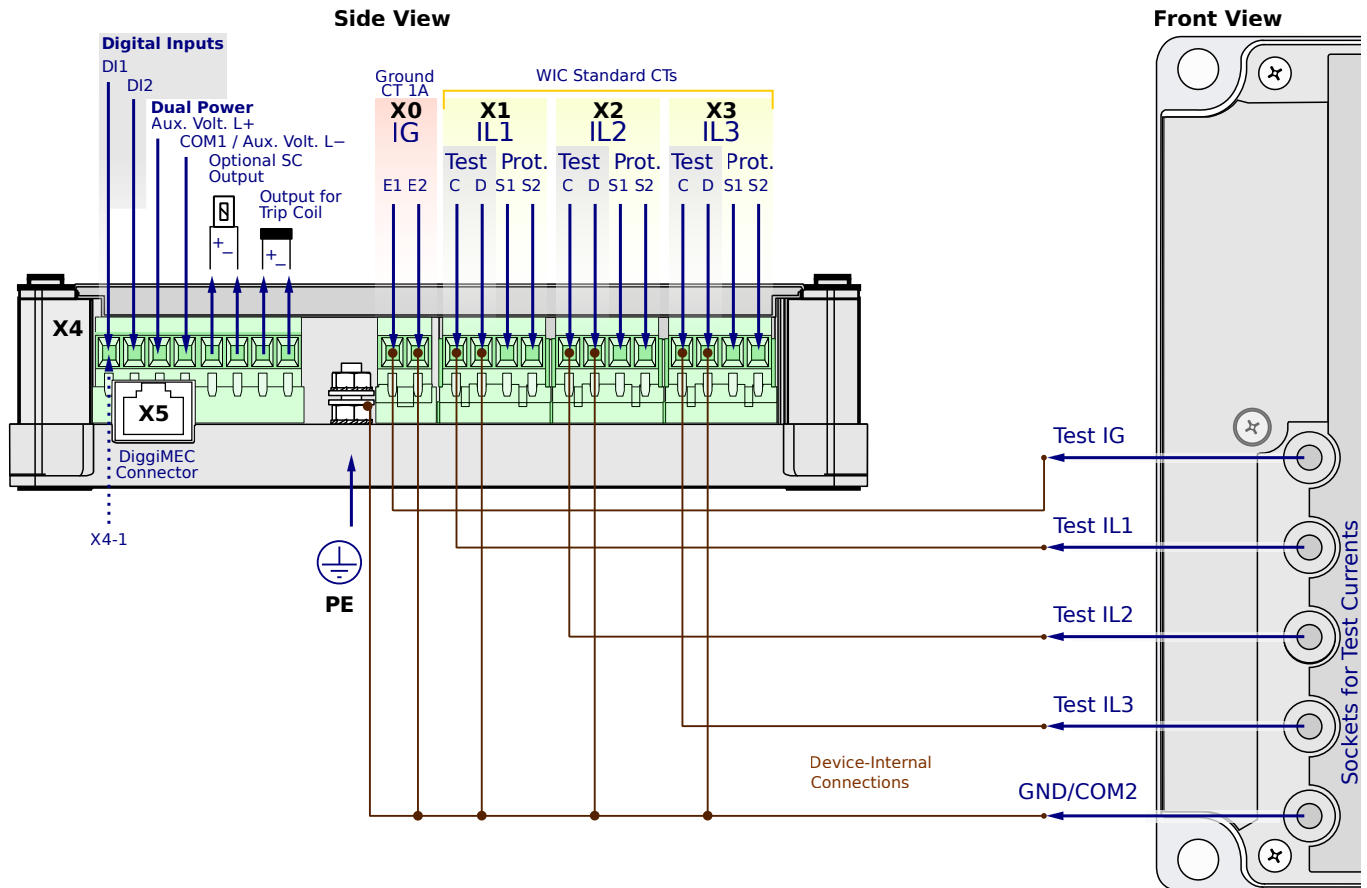 Side View
Front View
Digital Inputs
DI1
DI2
Dual Power
Aux. Volt. L+
COM1 / Aux. Volt. L−
Optional SC
Output
Output for
Trip Coil
+
−
+
−
Ground
CT 1A
X0
IG
E1 E2
WIC Standard CTs
X1
IL1
Test Prot.
C D S1 S2
X2
IL2
Test Prot.
C D S1 S2
X3
IL3
Test Prot.
C D S1 S2
X4
X5
DiggiMEC
Connector
X4-1
PE
Test IG
Test IL1
Test IL2
Test IL3
GND/COM2
Device-Internal
Connections
Sockets for Test Currents